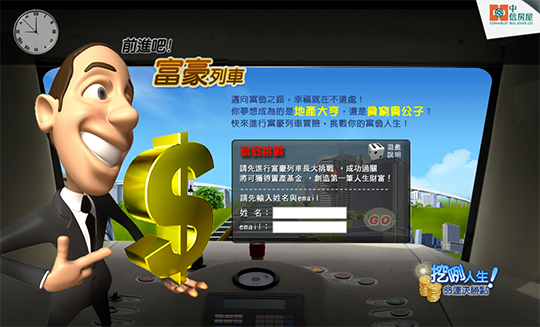 中信房屋
前進吧!
富豪列車
邁向富翁之路,幸福就在不遠處!
你夢想成為的是地產大亨,還是貧窮貴公子?
快來進行富豪列車冒險,挑戰你的富翁人生!
遊戲說明
請先進行富豪列車長大挑戰,成功過關
將可獲得置產基金,創造第一筆人生財富!
請先輸入姓名與email
姓 名:
email:
GO
挖咧人生!